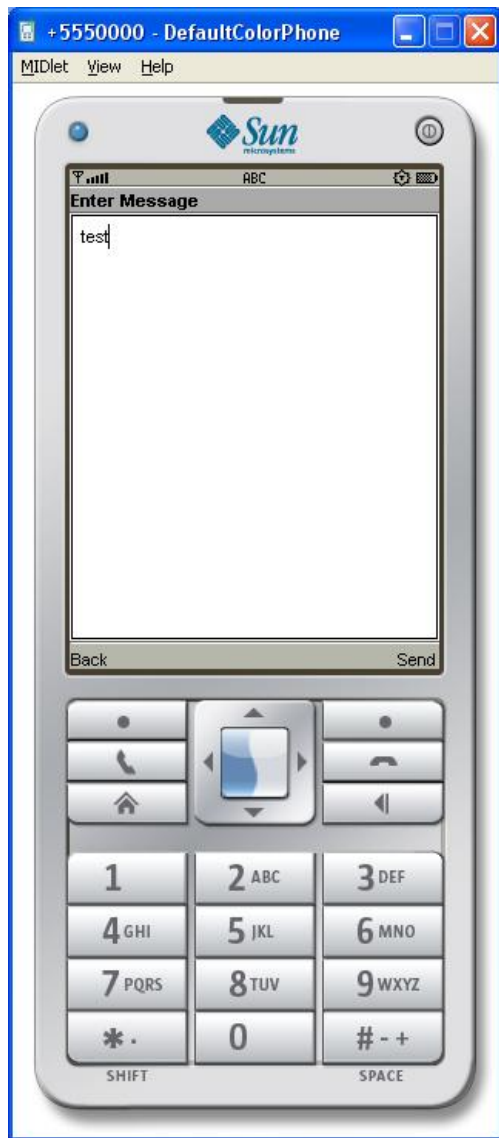 +5550000 - DefaultColorPhone
MIDlet View Help
Sun
microsystems
ABC
Enter Message
test
Back Send
1 2 ABC 3 DEF
4 GHI 5 JKL 6 MNO
7 PQRS 8 TUV 9 WXYZ
* . 0 # - +
SHIFT SPACE